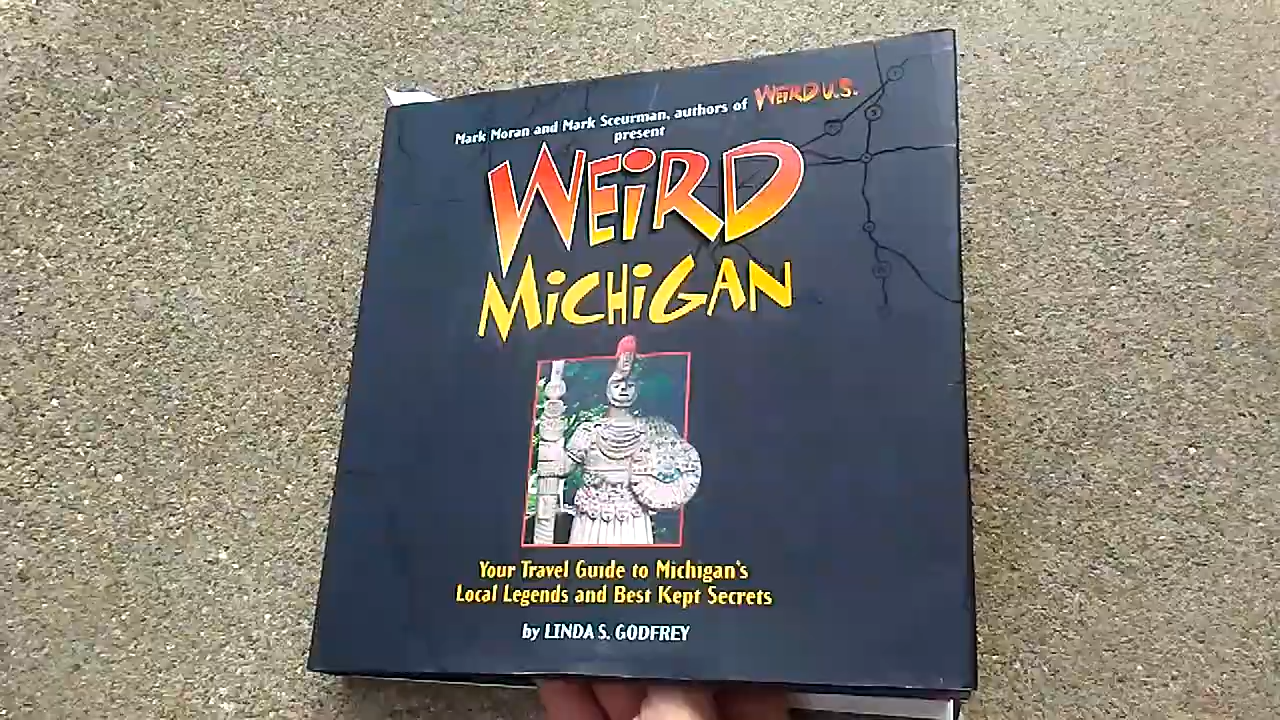 Mark Moran and Mark Sceurman, authors of WEiRD U.S.
present
WEiRD
MiCHiGAN
Your Travel Guide to Michigan's
Local Legends and Best Kept Secrets
by LINDA S. GODFREY